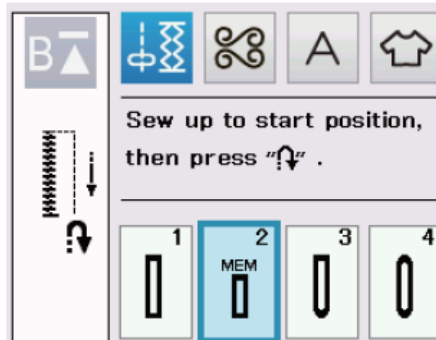 B
A
Sew up to start position,
then press "" .
1
2
3
4
MEM